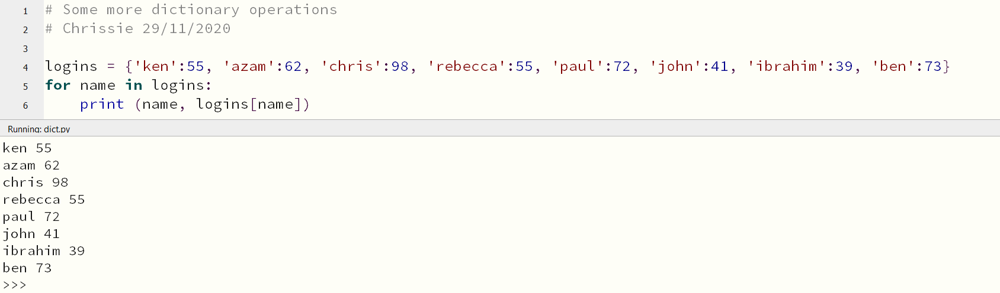 1 # Some more dictionary operations
2 # Chrissie 29/11/2020
3
4 logins = {'ken':55, 'azam':62, 'chris':98, 'rebecca':55, 'paul':72, 'john':41, 'ibrahim':39, 'ben':73}
5 for name in logins:
6     print (name, logins[name])
Running: dict.py
ken 55
azam 62
chris 98
rebecca 55
paul 72
john 41
ibrahim 39
ben 73
>>>